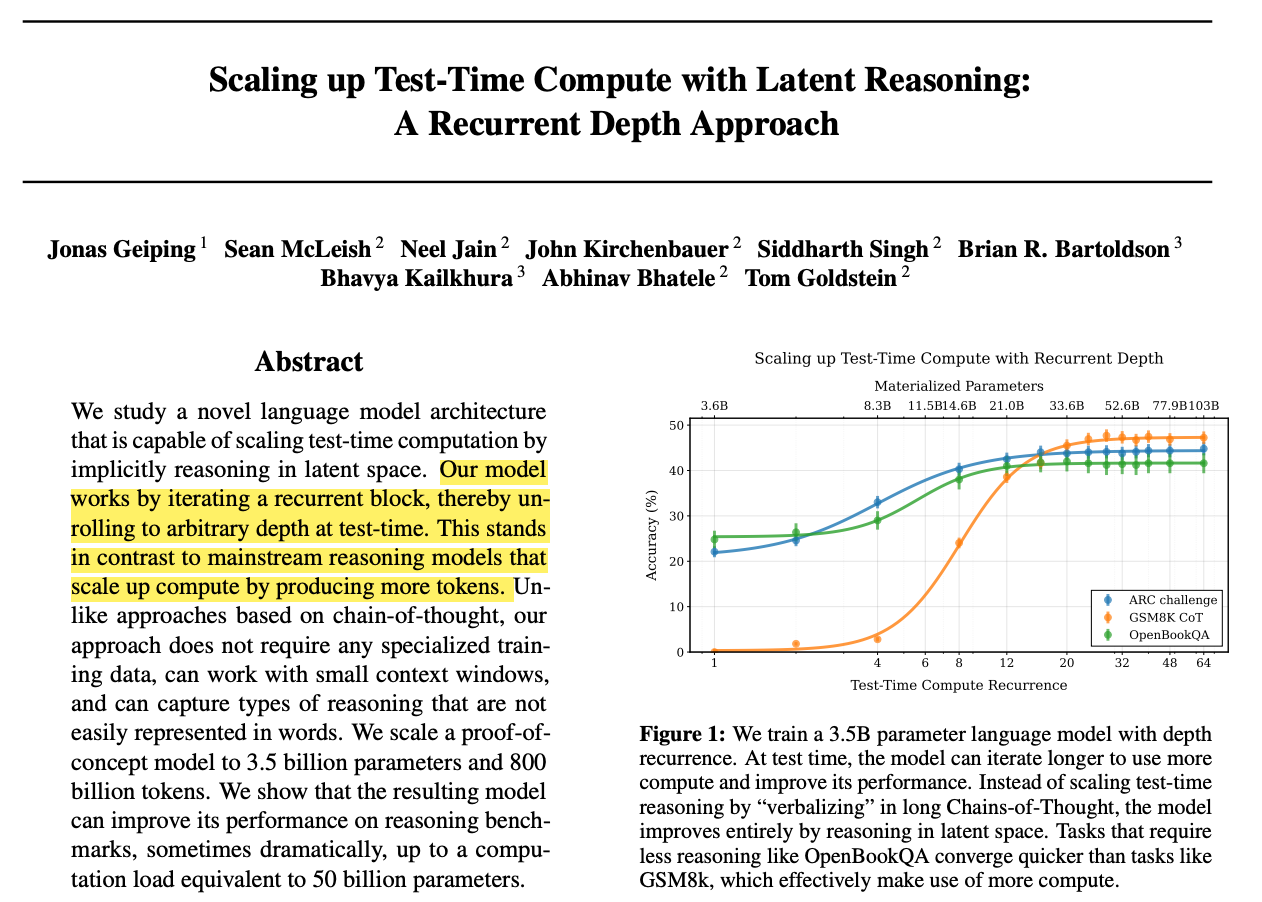 Scaling up Test-Time Compute with Latent Reasoning:
A Recurrent Depth Approach
Jonas Geiping 1 Sean McLeish 2 Neel Jain 2 John Kirchenbauer 2 Siddharth Singh 2 Brian R. Bartoldson 3
Bhavya Kailkhura 3 Abhinav Bhatele 2 Tom Goldstein 2
Abstract
We study a novel language model architecture
that is capable of scaling test-time computation by
implicitly reasoning in latent space. Our model
works by iterating a recurrent block, thereby un-
rolling to arbitrary depth at test-time. This stands
in contrast to mainstream reasoning models that
scale up compute by producing more tokens. Un-
like approaches based on chain-of-thought, our
approach does not require any specialized train-
ing data, can work with small context windows,
and can capture types of reasoning that are not
easily represented in words. We scale a proof-of-
concept model to 3.5 billion parameters and 800
billion tokens. We show that the resulting model
can improve its performance on reasoning bench-
marks, sometimes dramatically, up to a compu-
tation load equivalent to 50 billion parameters.
Scaling up Test-Time Compute with Recurrent Depth
Materialized Parameters
3.6B 8.3B 11.5B 14.6B 21.0B 33.6B 52.6B 77.9B 103B
50
40
30
20
10
0
Accuracy (%)
ARC challenge
GSM8K CoT
OpenBookQA
1 4 6 8 12 20 32 48 64
Test-Time Compute Recurrence
Figure 1: We train a 3.5B parameter language model with depth
recurrence. At test time, the model can iterate longer to use more
compute and improve its performance. Instead of scaling test-time
reasoning by “verbalizing” in long Chains-of-Thought, the model
improves entirely by reasoning in latent space. Tasks that require
less reasoning like OpenBookQA converge quicker than tasks like
GSM8k, which effectively make use of more compute.